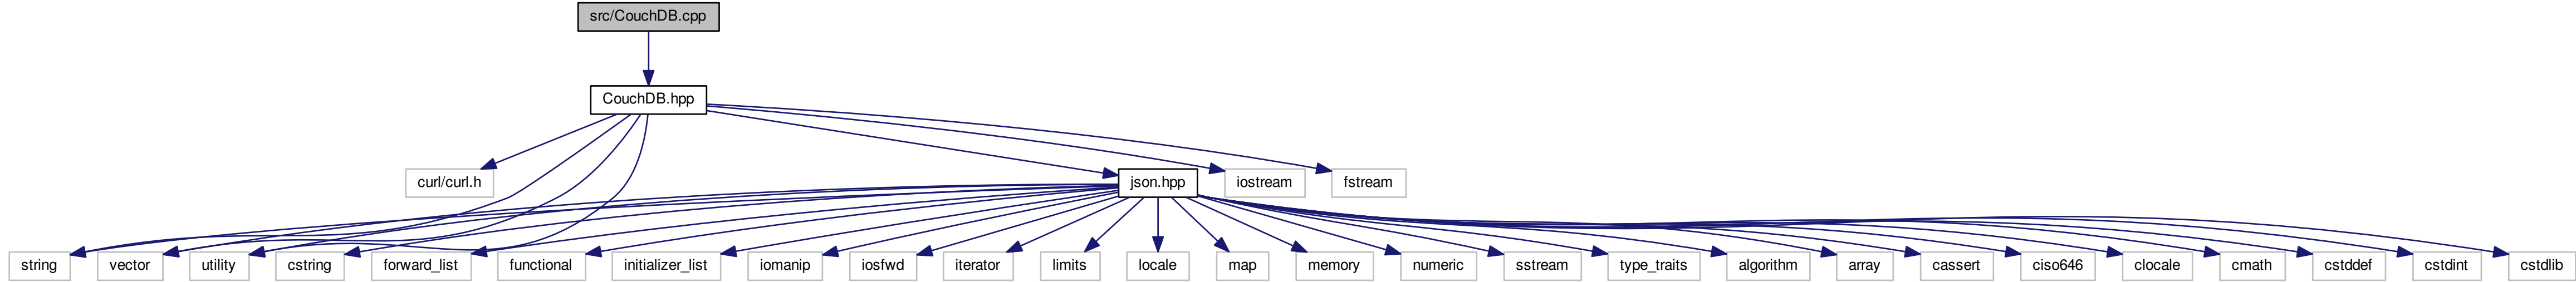 src/CouchDB.cpp
CouchDB.hpp
curl/curl.h
json.hpp
iostream
fstream
string
vector
utility
cstring
forward_list
functional
initializer_list
iomanip
iosfwd
iterator
limits
locale
map
memory
numeric
sstream
type_traits
algorithm
array
cassert
ciso646
clocale
cmath
cstddef
cstdint
cstdlib